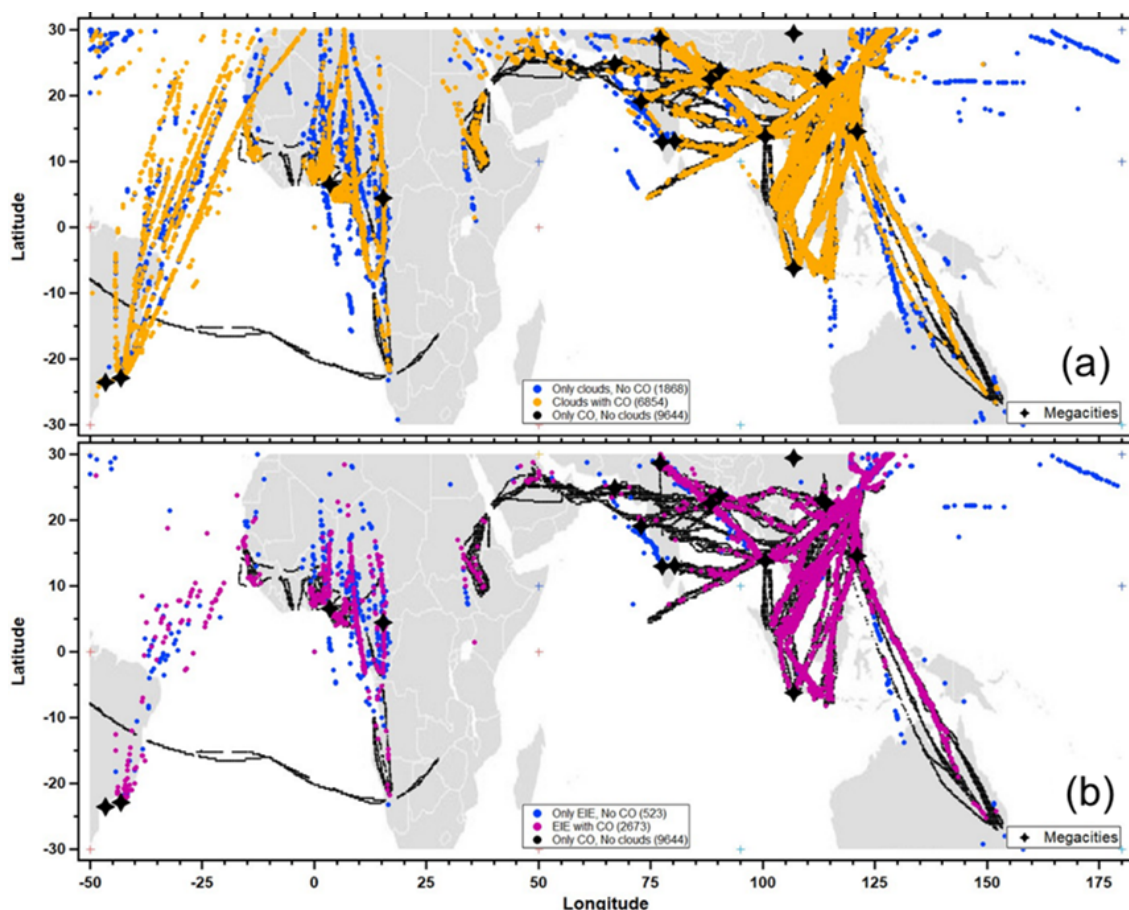 30
20
10
0
-10
-20
-30
Latitude
(a)
Only clouds, No CO (1868)
Clouds with CO (6854)
Only CO, No clouds (9644)
Megacities
30
20
10
0
-10
-20
-30
Latitude
(b)
Only EIE, No CO (523)
EIE with CO (2673)
Only CO, No clouds (9644)
Megacities
-50 -25 0 25 50 75 100 125 150 175
Longitude